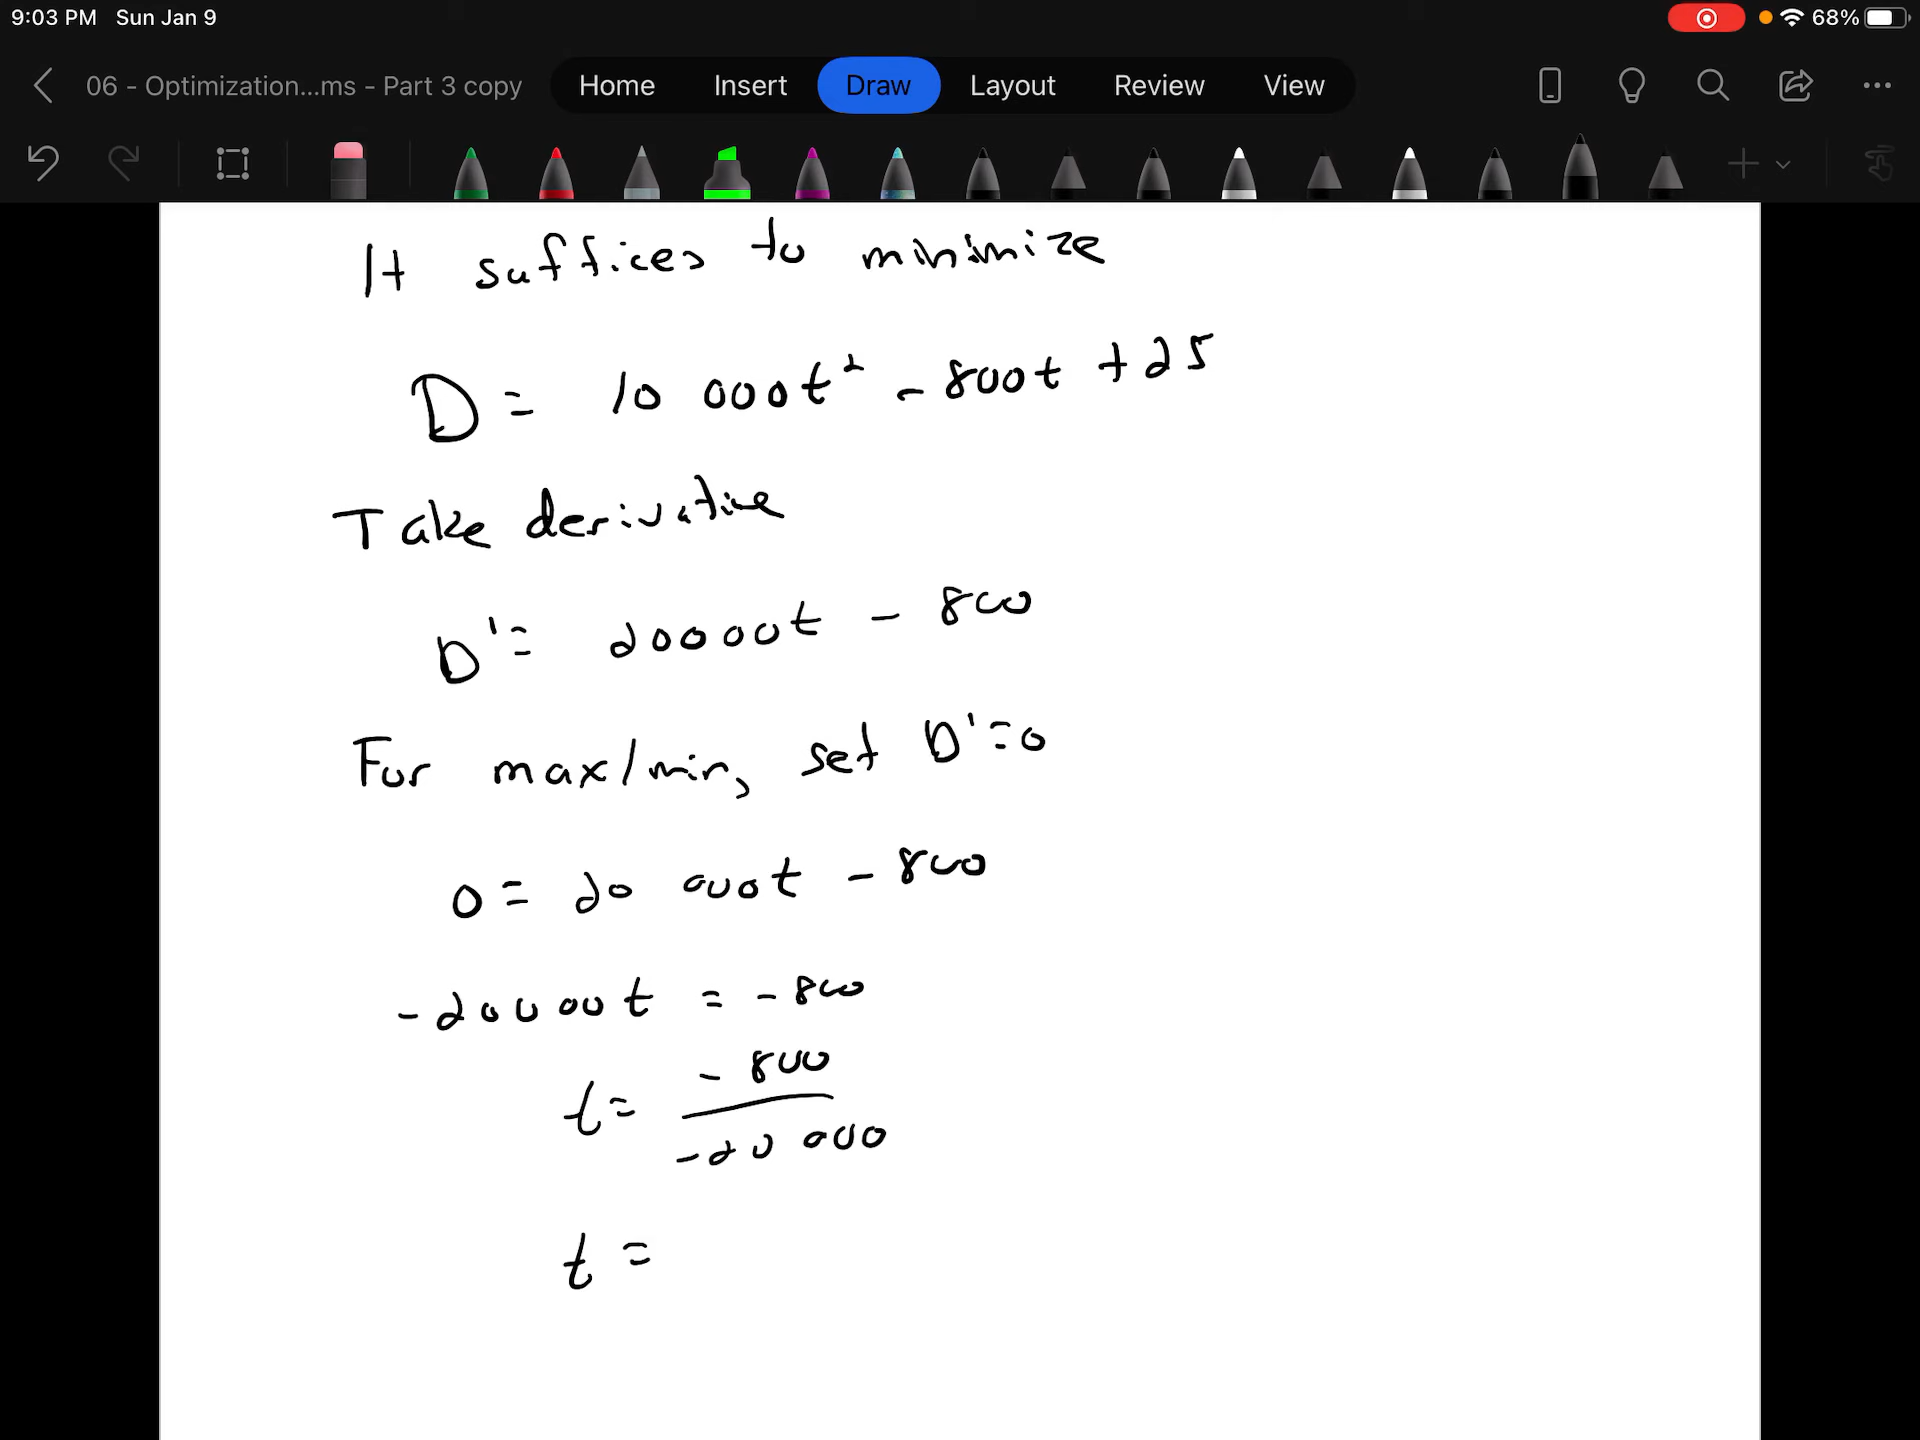 9:03 PM Sun Jan 9 68%
06 - Optimization...ms - Part 3 copy Home Insert Draw Layout Review View
It suffices to minimize
D = 10 000t² - 800t + 25
Take derivative
D' = 20000t - 800
For max/min, set D'=0
0 = 20 000t - 800
-20000t = -800
t = -800 / -20 000
t =